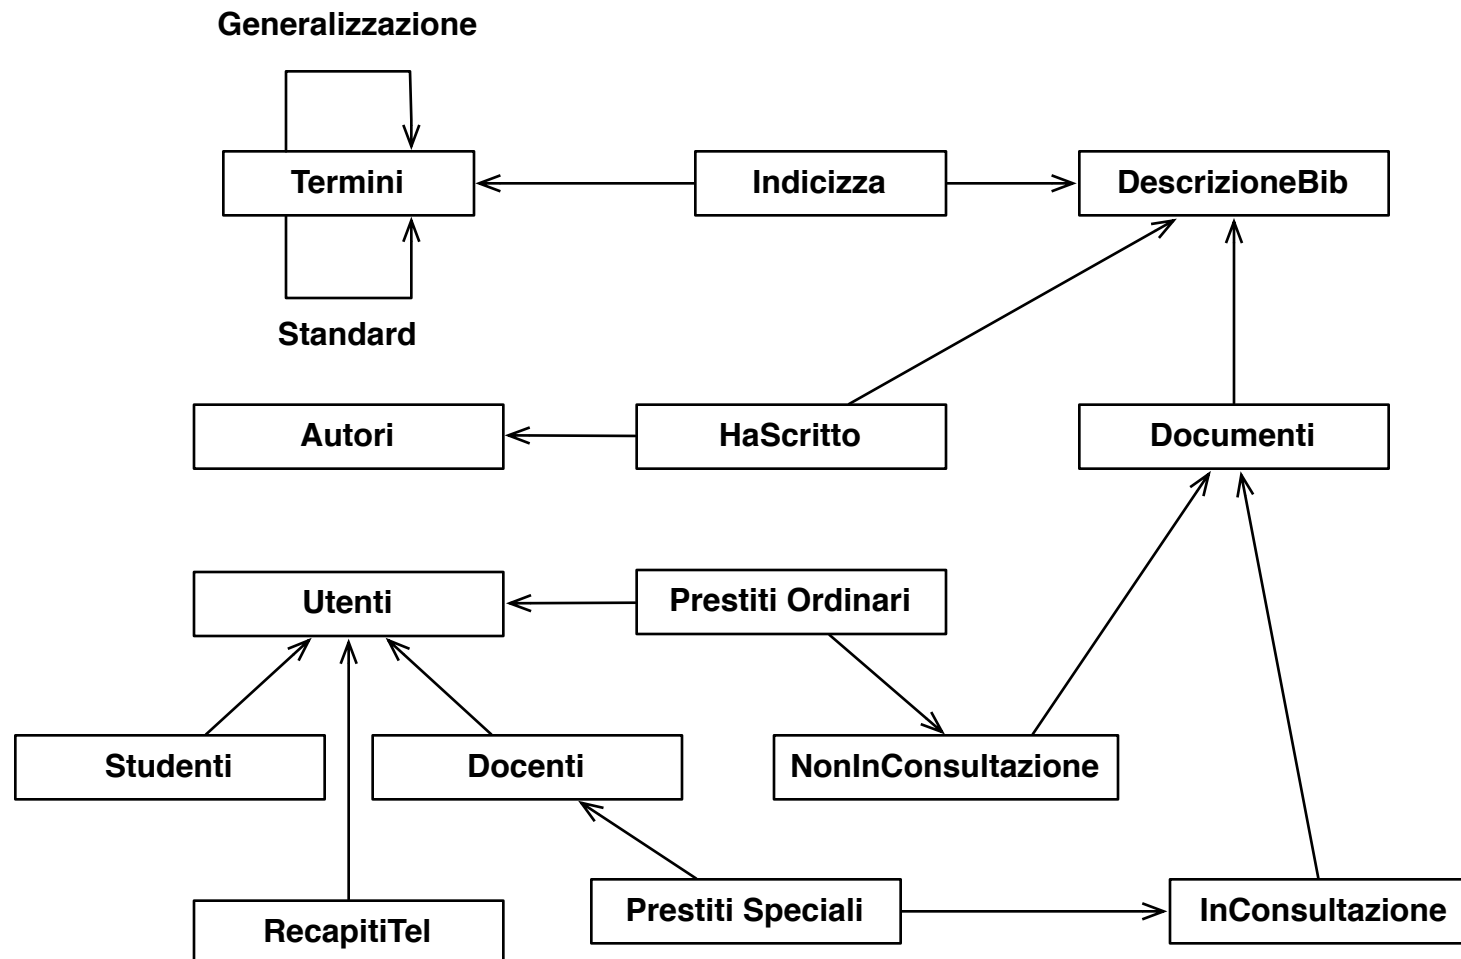 Generalizzazione
Termini
Indicizza
DescrizioneBib
Standard
Autori
HaScritto
Documenti
Utenti
Prestiti Ordinari
Studenti
Docenti
NonInConsultazione
RecapitiTel
Prestiti Speciali
InConsultazione